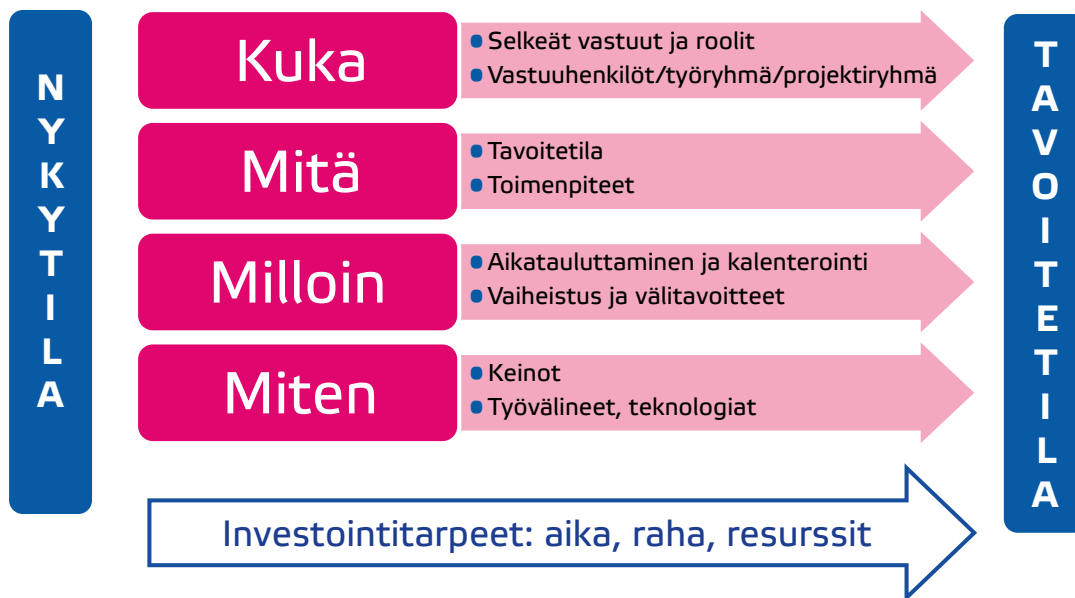 NYKYTILA
Kuka
• Selkeät vastuut ja roolit
• Vastuuhenkilöt/työryhmä/projektiryhmä
Mitä
• Tavoitetila
• Toimenpiteet
Milloin
• Aikatauluttaminen ja kalenterointi
• Vaiheistus ja välitavoitteet
Miten
• Keinot
• Työvälineet, teknologiat
Investointitarpeet: aika, raha, resurssit
TAVOITETILA